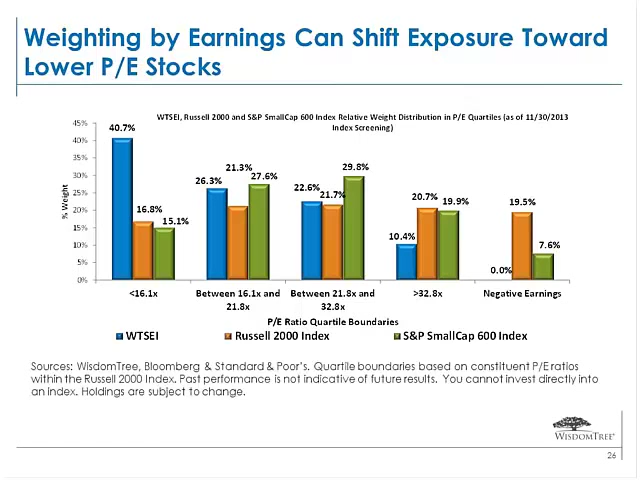 Weighting by Earnings Can Shift Exposure Toward
Lower P/E Stocks
WTSEI, Russell 2000 and S&P SmallCap 600 Index Relative Weight Distribution in P/E Quartiles (as of 11/30/2013
Index Screening)
% Weight
45%
40%
35%
30%
25%
20%
15%
10%
5%
0%
40.7% 16.8% 15.1%
26.3% 21.3% 27.6%
22.6% 21.7% 29.8%
10.4% 20.7% 19.9%
0.0% 19.5% 7.6%
<16.1x Between 16.1x and Between 21.8x and >32.8x Negative Earnings
21.8x 32.8x
P/E Ratio Quartile Boundaries
WTSEI Russell 2000 Index S&P SmallCap 600 Index
Sources: WisdomTree, Bloomberg & Standard & Poor's. Quartile boundaries based on constituent P/E ratios
within the Russell 2000 Index. Past performance is not indicative of future results. You cannot invest directly into
an index. Holdings are subject to change.
WISDOMTREE®
26